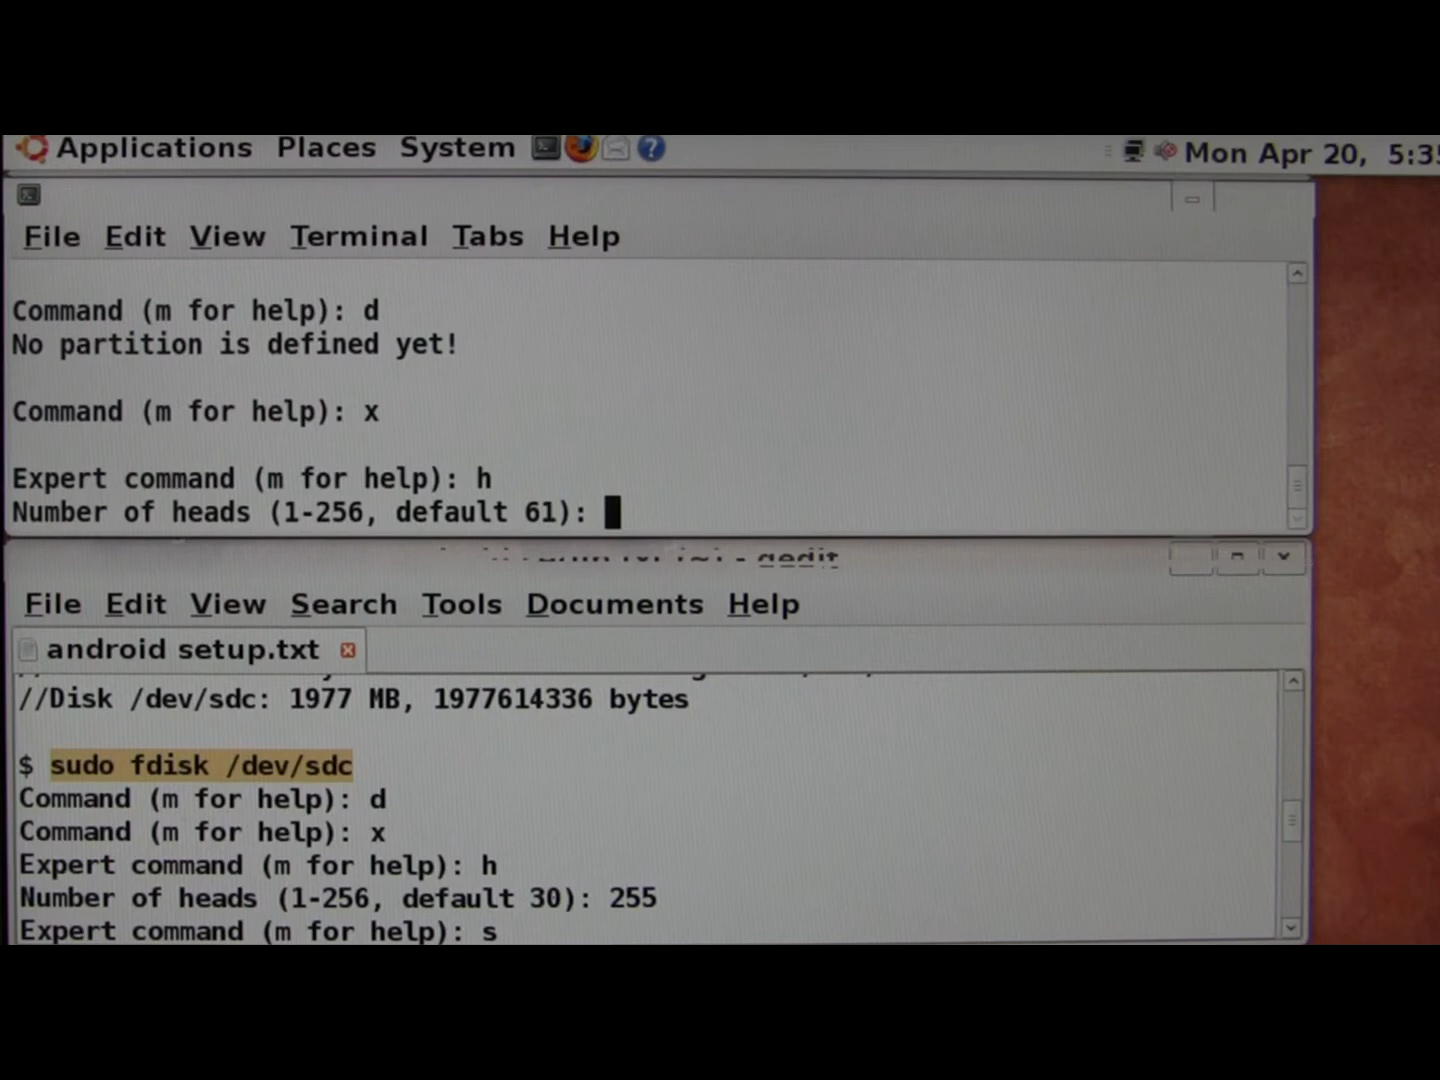 Applications Places System Mon Apr 20, 5:35
File Edit View Terminal Tabs Help
Command (m for help): d
No partition is defined yet!
Command (m for help): x
Expert command (m for help): h
Number of heads (1-256, default 61):
- gedit
File Edit View Search Tools Documents Help
android setup.txt
//Disk /dev/sdc: 1977 MB, 1977614336 bytes
$ sudo fdisk /dev/sdc
Command (m for help): d
Command (m for help): x
Expert command (m for help): h
Number of heads (1-256, default 30): 255
Expert command (m for help): s